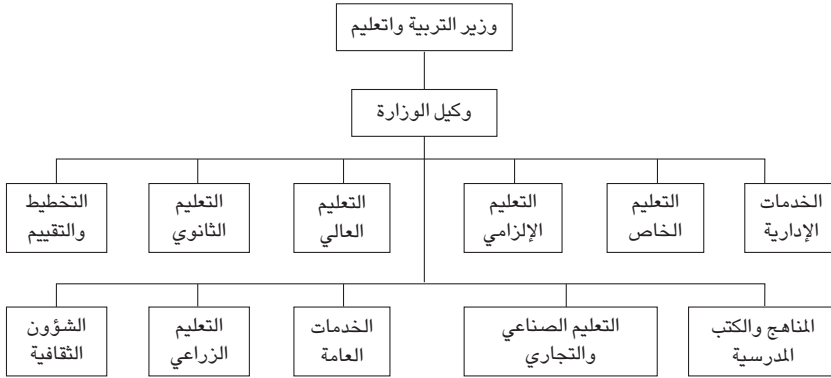 وزير التربية واتعليم
وكيل الوزارة
الخدمات
الإدارية
التعليم
الخاص
التعليم
الإلزامي
التعليم
العالي
التعليم
الثانوي
التخطيط
والتقييم
المناهج والكتب
المدرسية
التعليم الصناعي
والتجاري
الخدمات
العامة
التعليم
الزراعي
الشؤون
الثقافية